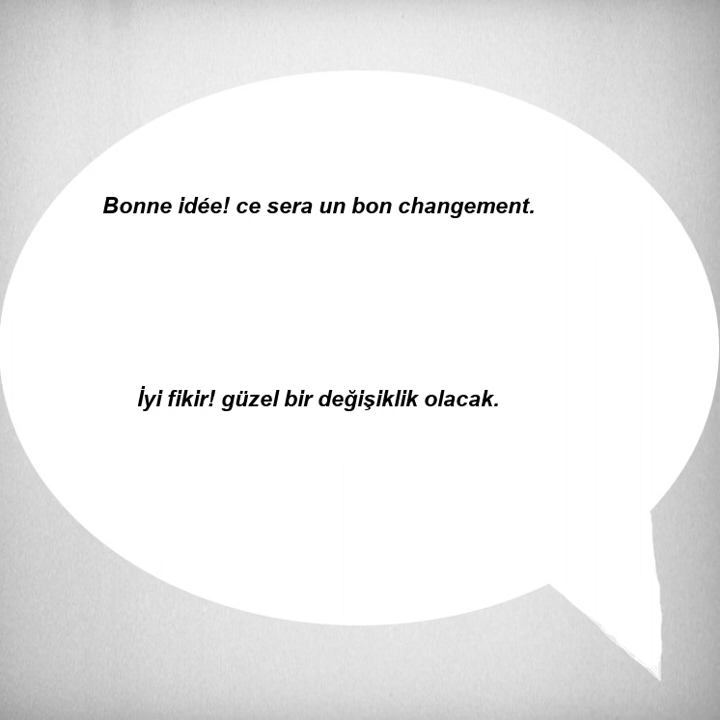 Bonne idée! ce sera un bon changement.
İyi fikir! güzel bir değişiklik olacak.